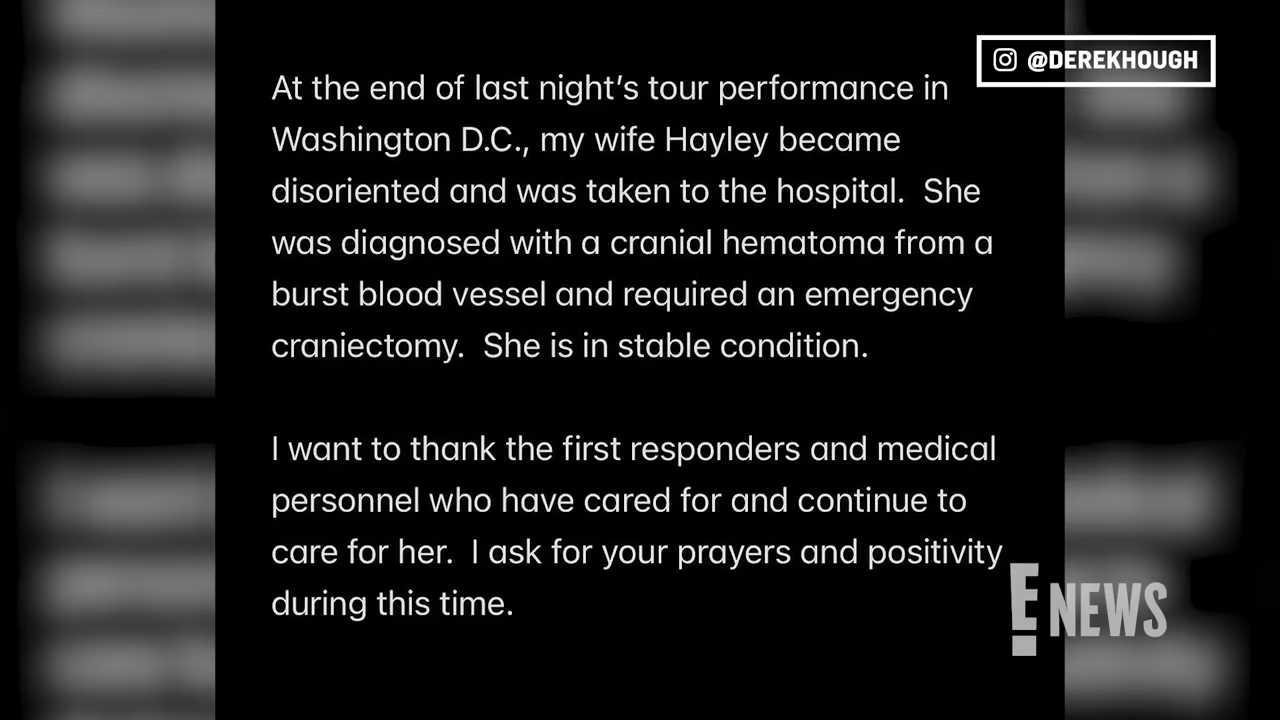 @DEREKHOUGH
At the end of last night’s tour performance in
Washington D.C., my wife Hayley became
disoriented and was taken to the hospital.  She
was diagnosed with a cranial hematoma from a
burst blood vessel and required an emergency
craniectomy.  She is in stable condition.
I want to thank the first responders and medical
personnel who have cared for and continue to
care for her.  I ask for your prayers and positivity
during this time.
E! NEWS